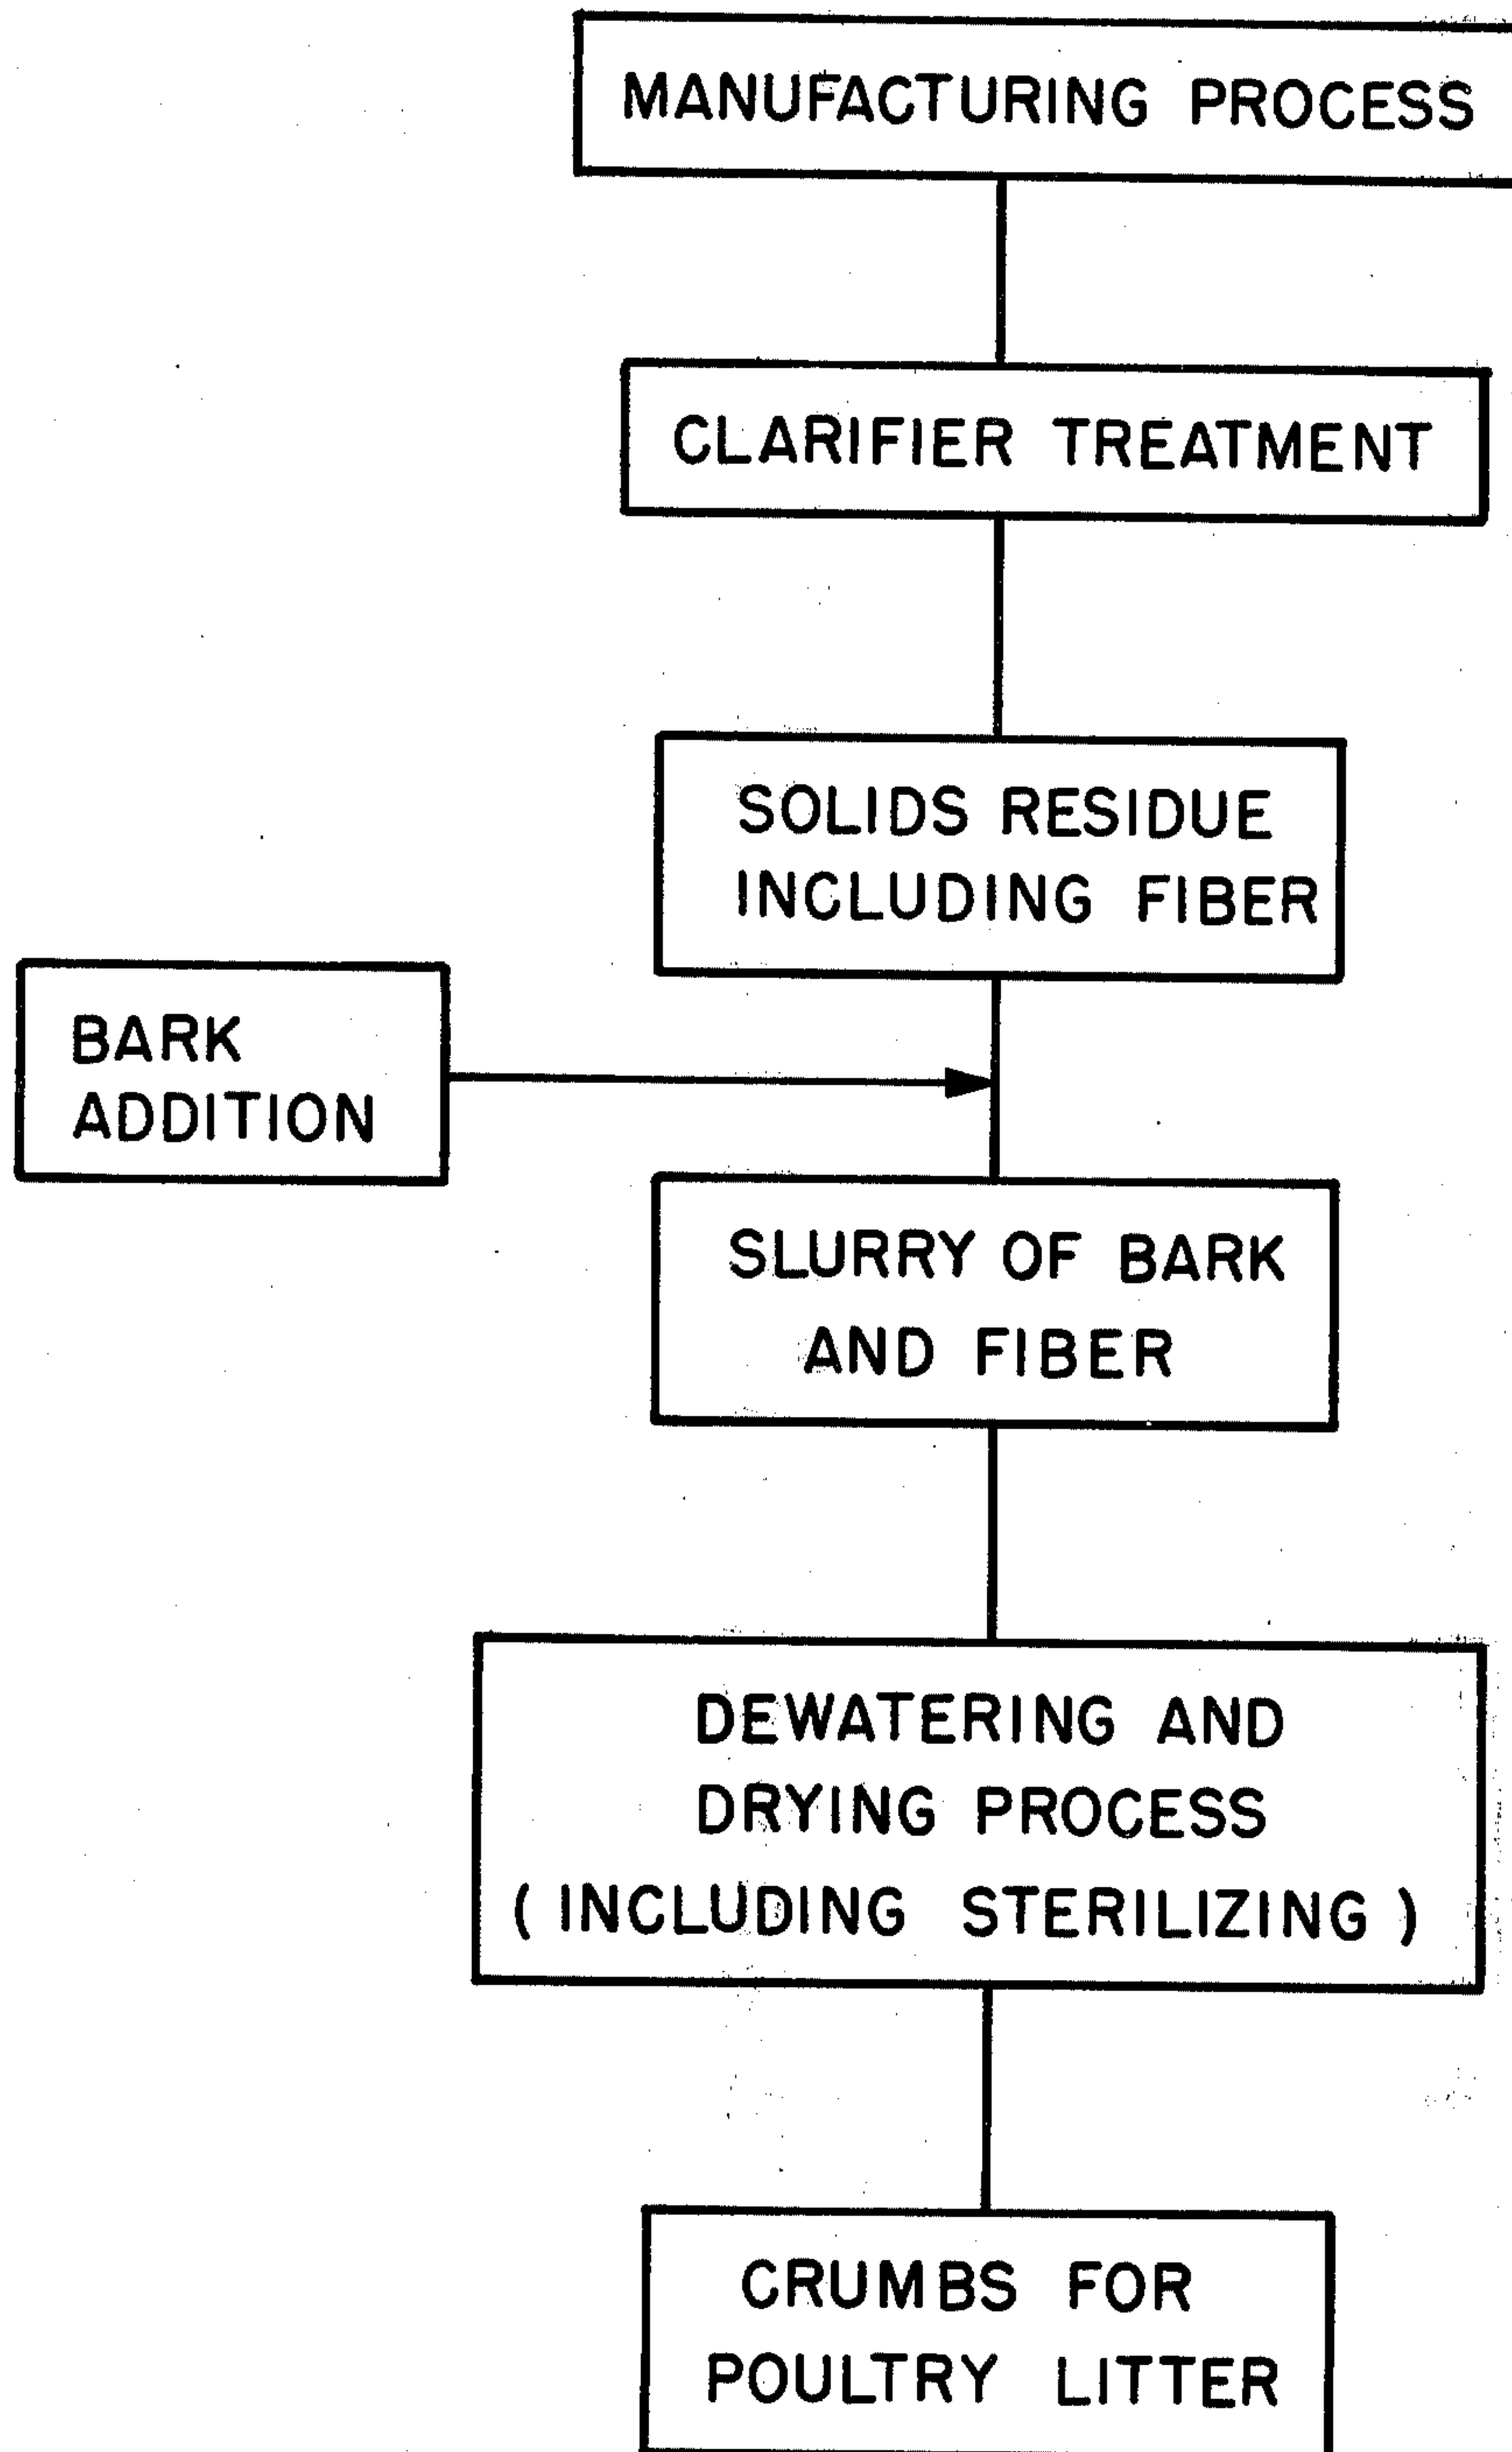 MANUFACTURING PROCESS
CLARIFIER TREATMENT
SOLIDS RESIDUE
INCLUDING FIBER
BARK
ADDITION
SLURRY OF BARK
AND FIBER
DEWATERING AND
DRYING PROCESS
( INCLUDING STERILIZING )
CRUMBS FOR
POULTRY LITTER